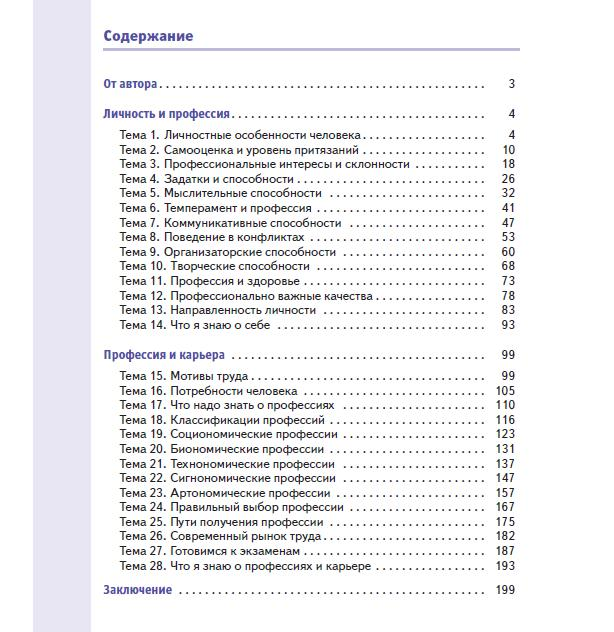 Содержание
От автора . . . . . . . . . . . . . . . . . . . . . . . . . . . . . . . . . . . . . . . . . . . . . . . . . . 3
Личность и профессия . . . . . . . . . . . . . . . . . . . . . . . . . . . . . . . . . . . . . . . 4
Тема 1. Личностные особенности человека . . . . . . . . . . . . . . . . . . . 4
Тема 2. Самооценка и уровень притязаний . . . . . . . . . . . . . . . . . . . 10
Тема 3. Профессиональные интересы и склонности . . . . . . . . . . . 18
Тема 4. Задатки и способности . . . . . . . . . . . . . . . . . . . . . . . . . . . . . 26
Тема 5. Мыслительные способности . . . . . . . . . . . . . . . . . . . . . . . . 32
Тема 6. Темперамент и профессия . . . . . . . . . . . . . . . . . . . . . . . . . . 41
Тема 7. Коммуникативные способности . . . . . . . . . . . . . . . . . . . . . 47
Тема 8. Поведение в конфликтах . . . . . . . . . . . . . . . . . . . . . . . . . . . 53
Тема 9. Организаторские способности . . . . . . . . . . . . . . . . . . . . . . 60
Тема 10. Творческие способности . . . . . . . . . . . . . . . . . . . . . . . . . . 68
Тема 11. Профессия и здоровье . . . . . . . . . . . . . . . . . . . . . . . . . . . . 73
Тема 12. Профессионально важные качества . . . . . . . . . . . . . . . . . 78
Тема 13. Направленность личности . . . . . . . . . . . . . . . . . . . . . . . . . 83
Тема 14. Что я знаю о себе . . . . . . . . . . . . . . . . . . . . . . . . . . . . . . . . 93
Профессия и карьера . . . . . . . . . . . . . . . . . . . . . . . . . . . . . . . . . . . . . . . 99
Тема 15. Мотивы труда . . . . . . . . . . . . . . . . . . . . . . . . . . . . . . . . . . . . 99
Тема 16. Потребности человека . . . . . . . . . . . . . . . . . . . . . . . . . . . . 105
Тема 17. Что надо знать о профессиях . . . . . . . . . . . . . . . . . . . . . . 110
Тема 18. Классификации профессий . . . . . . . . . . . . . . . . . . . . . . . . 116
Тема 19. Социономические профессии . . . . . . . . . . . . . . . . . . . . . . 123
Тема 20. Биономические профессии . . . . . . . . . . . . . . . . . . . . . . . . 131
Тема 21. Технономические профессии . . . . . . . . . . . . . . . . . . . . . . 137
Тема 22. Сигнономические профессии . . . . . . . . . . . . . . . . . . . . . . 147
Тема 23. Артономические профессии . . . . . . . . . . . . . . . . . . . . . . . 157
Тема 24. Правильный выбор профессии . . . . . . . . . . . . . . . . . . . . . 167
Тема 25. Пути получения профессии . . . . . . . . . . . . . . . . . . . . . . . . 175
Тема 26. Современный рынок труда . . . . . . . . . . . . . . . . . . . . . . . . . 182
Тема 27. Готовимся к экзаменам . . . . . . . . . . . . . . . . . . . . . . . . . . . . 187
Тема 28. Что я знаю о профессиях и карьере . . . . . . . . . . . . . . . . . 193
Заключение . . . . . . . . . . . . . . . . . . . . . . . . . . . . . . . . . . . . . . . . . . . . . . . 199